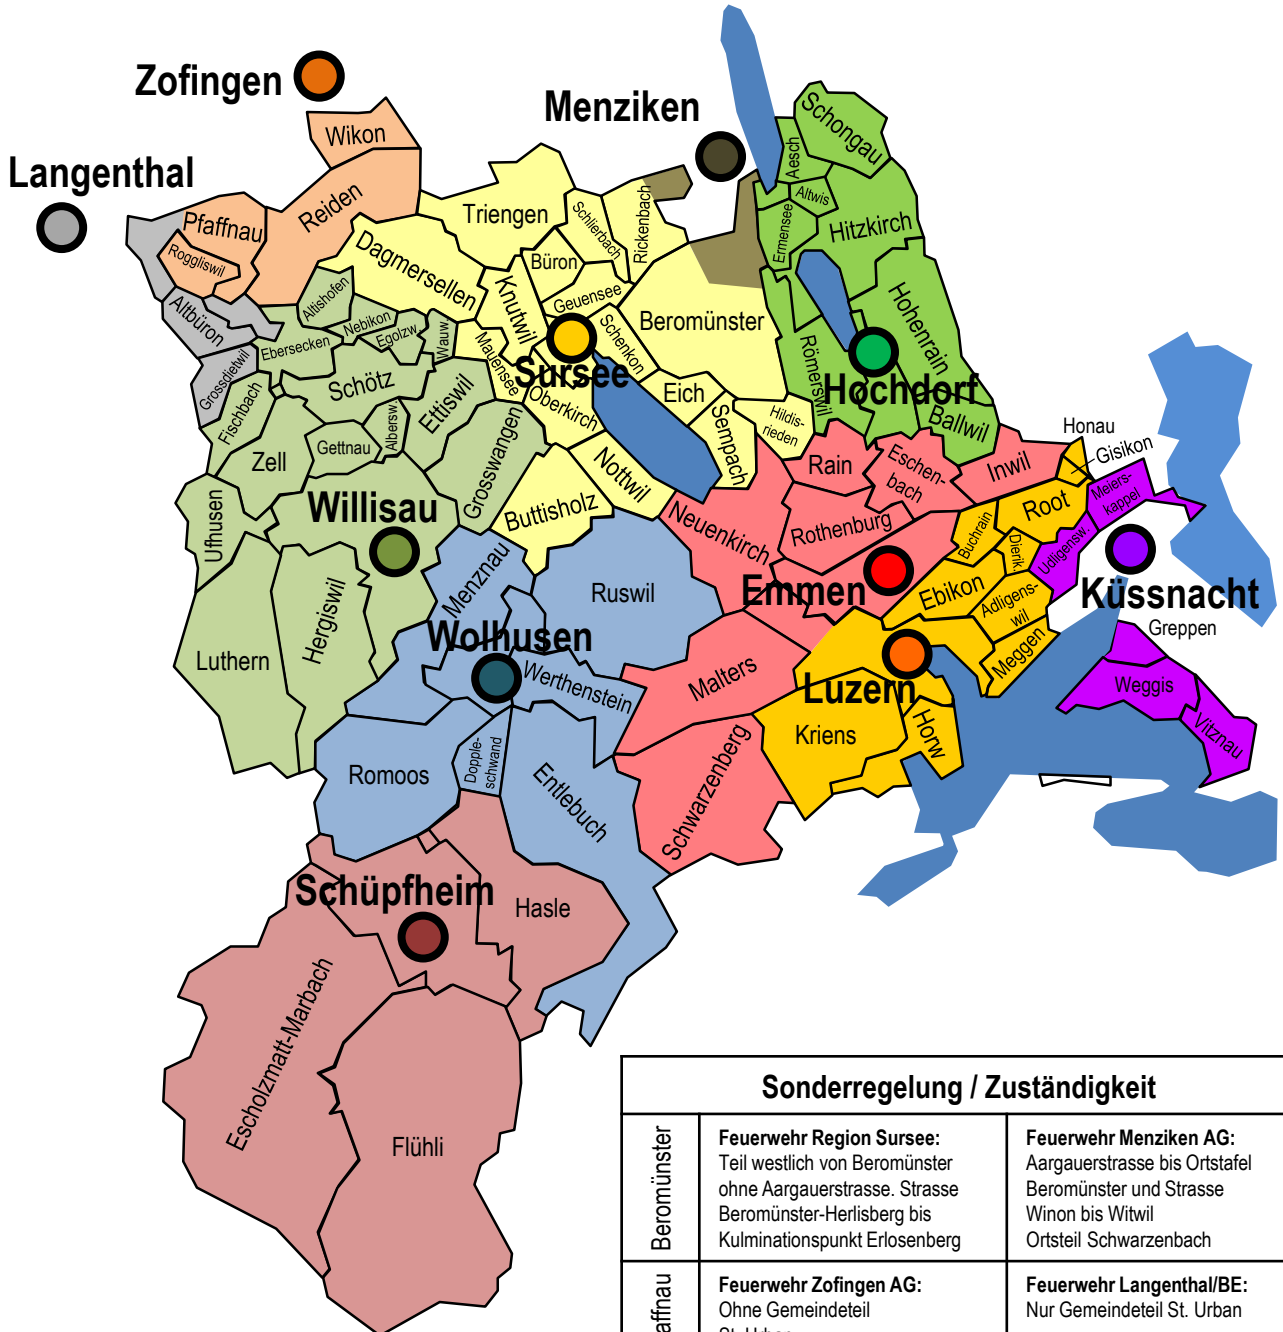 Zofingen
Menziken
Langenthal
Wikon
Schongau
Aesch
Altwis
Reiden
Pfaffnau
Roggliswil
Triengen
Schlierbach
Rickenbach
Ermensee
Hitzkirch
Dagmersellen
Büron
Knutwil
Geuensee
Altishofen
Nebikon
Egolzw.
Wauw.
Altbüron
Ebersecken
Grossdietwil
Schenkon
Beromünster
Hohenrain
Mauensee
Sursee
Römerswil
Hochdorf
Fischbach
Schötz
Ettiswil
Oberkirch
Eich
Sempach
Hildis-
rieden
Ballwil
Honau
Gisikon
Albersw.
Gettnau
Zell
Grosswangen
Nottwil
Rain
Eschen-
bach
Inwil
Meiers-
kappel
Root
Ufhusen
Willisau
Buttisholz
Neuenkirch
Rothenburg
Buchrain
Dierik.
Udligensw.
Menznau
Ruswil
Emmen
Ebikon
Adligens-
wil
Küssnacht
Greppen
Hergiswil
Luthern
Wolhusen
Werthenstein
Malters
Luzern
Meggen
Weggis
Vitznau
Romoos
Dopple-
schwand
Entlebuch
Schwarzenberg
Kriens
Horw
Schüpfheim
Hasle
Escholzmatt-Marbach
Flühli
Sonderregelung / Zuständigkeit
Beromünster
Feuerwehr Region Sursee:
Teil westlich von Beromünster
ohne Aargauerstrasse. Strasse
Beromünster-Herlisberg bis
Kulminationspunkt Erlosenberg
Feuerwehr Menziken AG:
Aargauerstrasse bis Ortstafel
Beromünster und Strasse
Winon bis Witwil
Ortsteil Schwarzenbach
affnau
Feuerwehr Zofingen AG:
Ohne Gemeindeteil
St. Urban
Feuerwehr Langenthal/BE:
Nur Gemeindeteil St. Urban